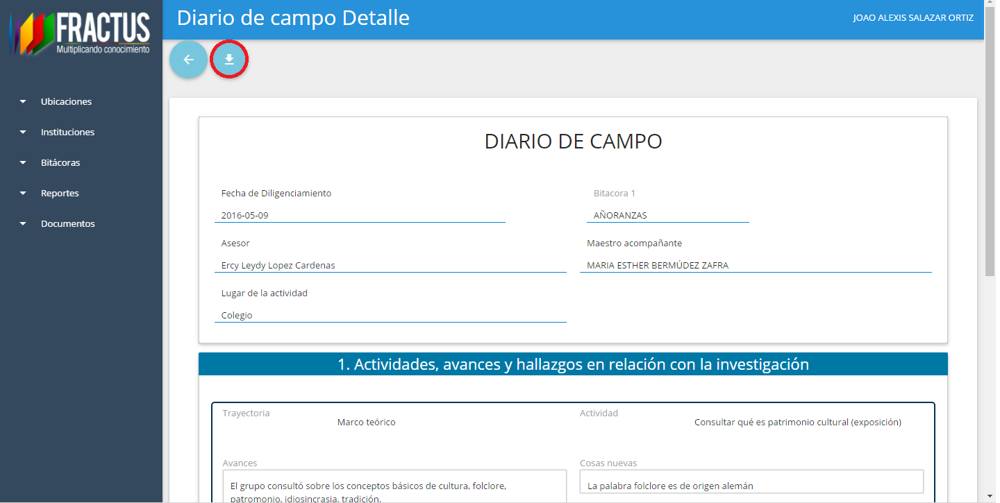 FRACTUS
Multiplicando conocimiento
Diario de campo Detalle
JOAO ALEXIS SALAZAR ORTIZ
Ubicaciones
Instituciones
Bitácoras
Reportes
Documentos
DIARIO DE CAMPO
Fecha de Diligenciamiento
2016-05-09
Bitacora 1
AÑORANZAS
Asesor
Ercy Leydy Lopez Cardenas
Maestro acompañante
MARIA ESTHER BERMÚDEZ ZAFRA
Lugar de la actividad
Colegio
1. Actividades, avances y hallazgos en relación con la investigación
Trayectoria
Marco teórico
Actividad
Consultar qué es patrimonio cultural (exposición)
Avances
El grupo consultó sobre los conceptos básicos de cultura, folclore,
patromonio, idiosincrasia, tradición.
Cosas nuevas
La palabra folclore es de origen alemán